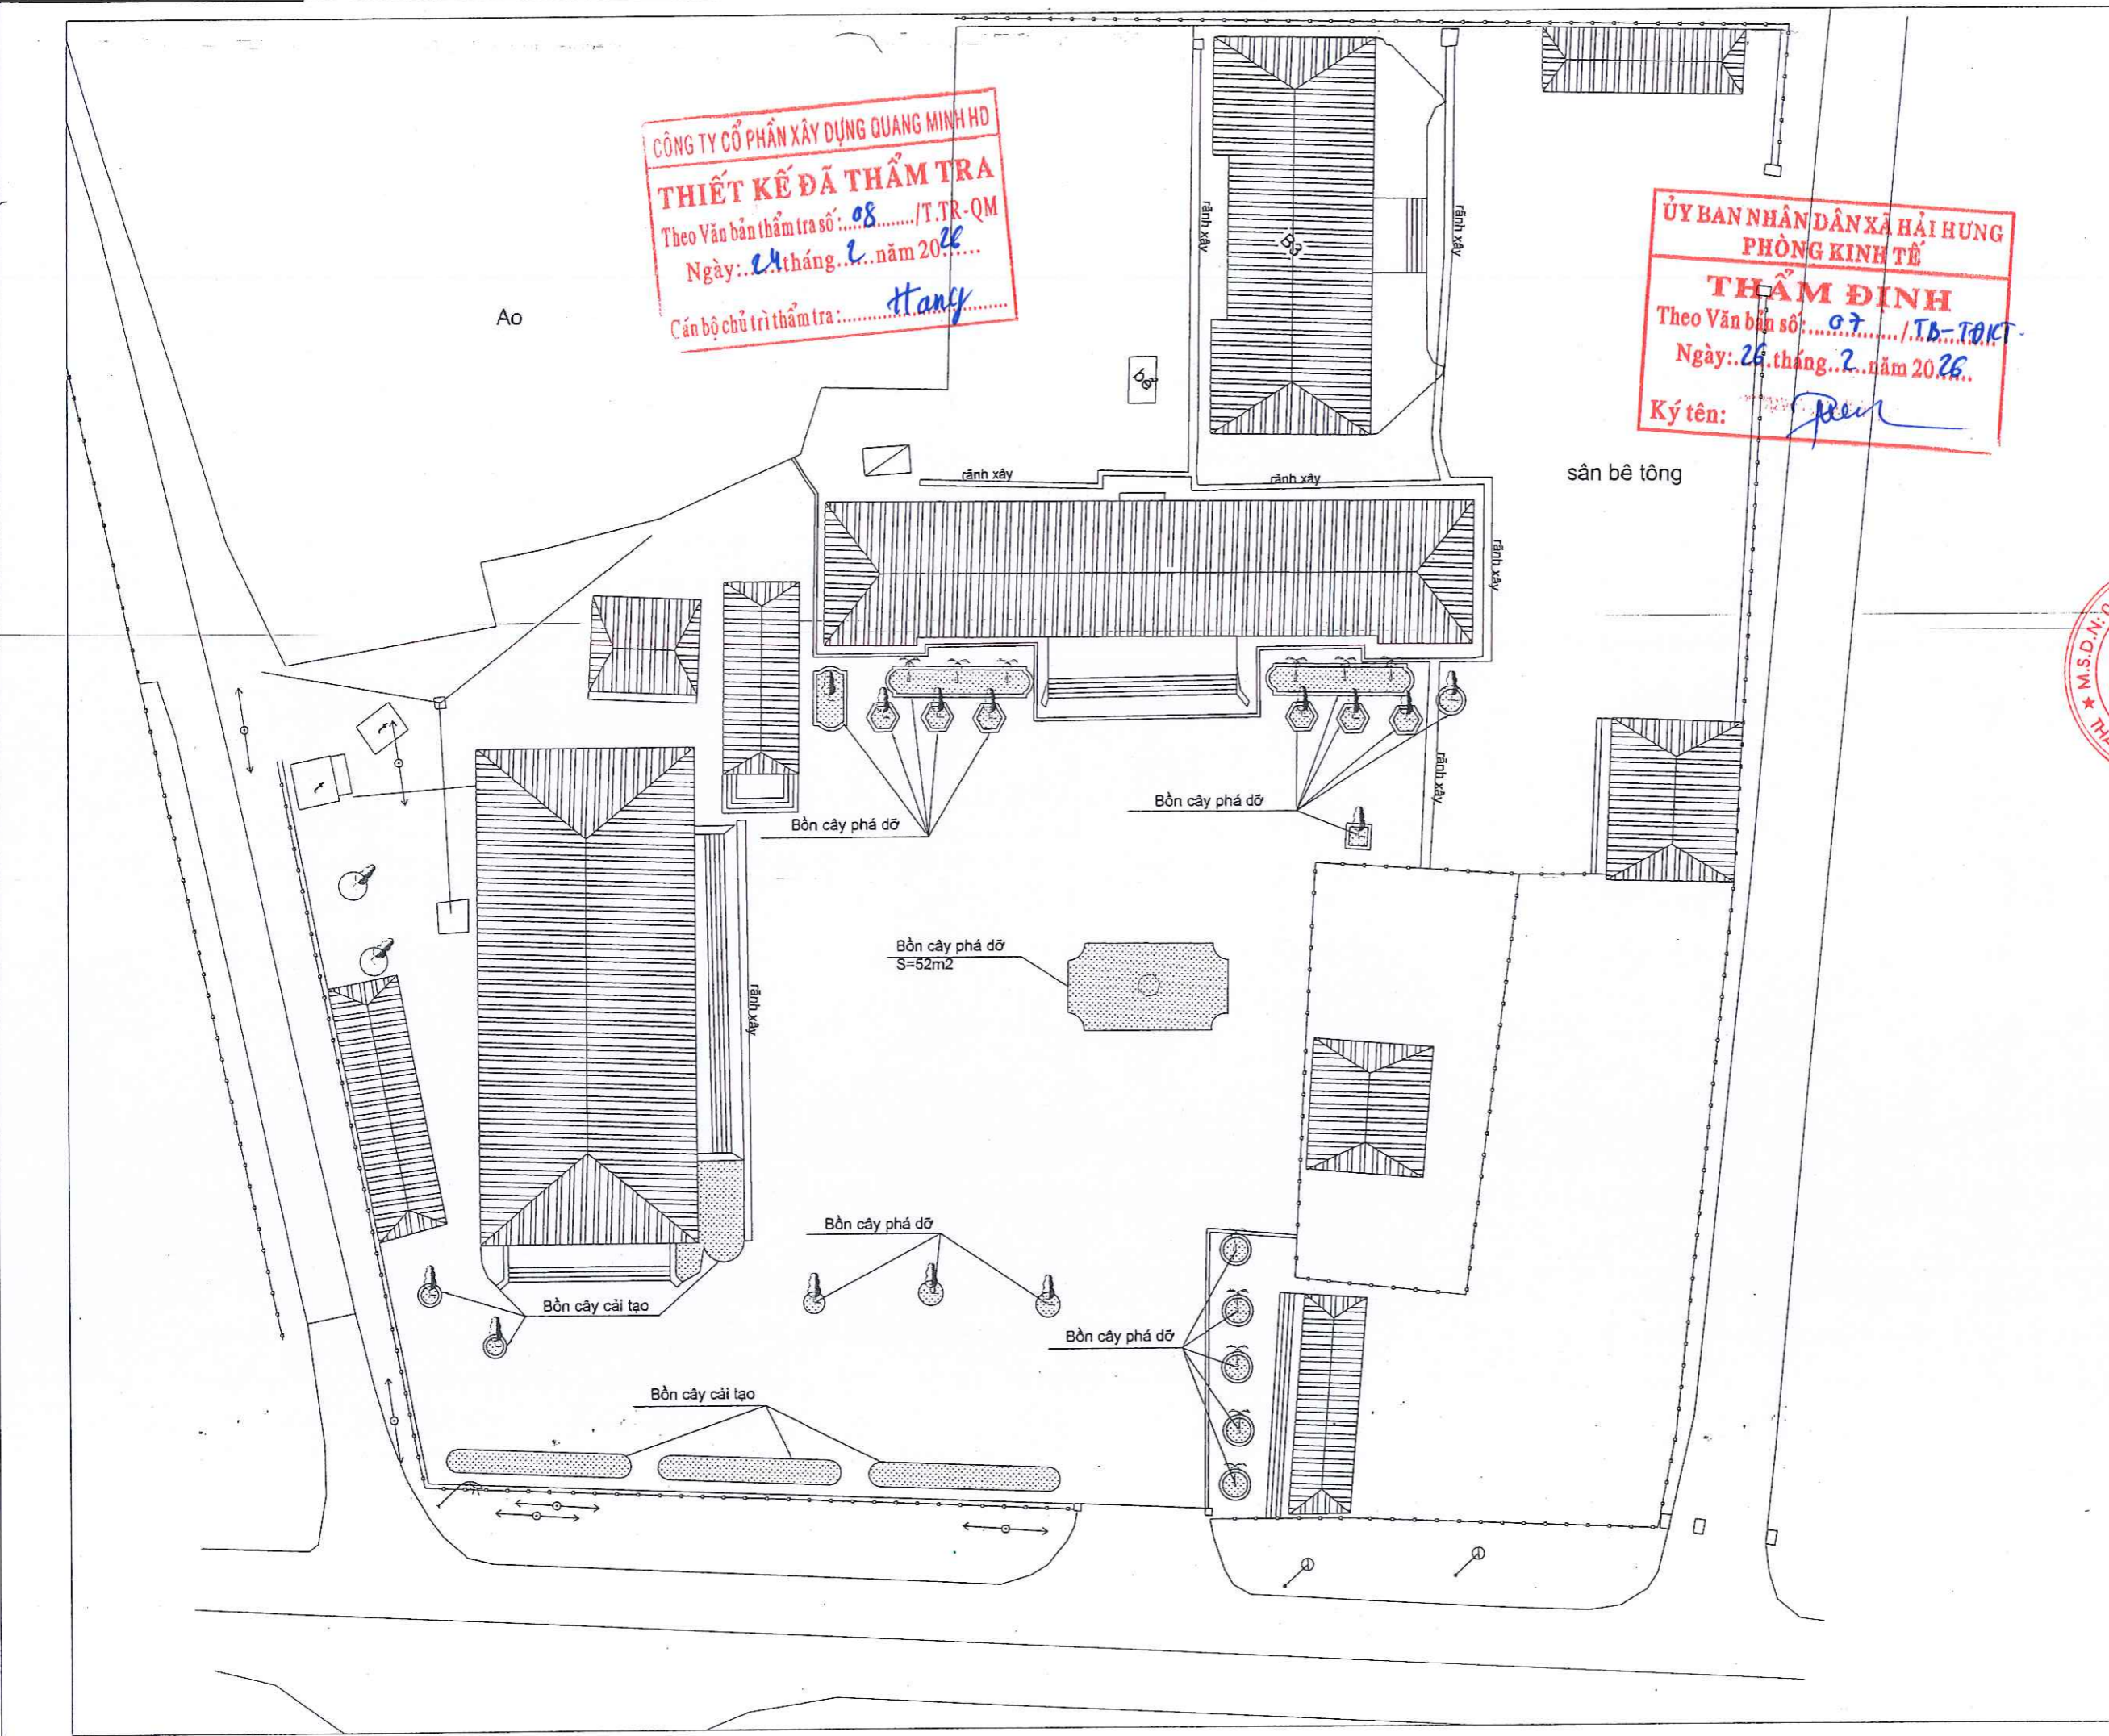 CÔNG TY CỔ PHẦN XÂY DỰNG QUANG MINH HD
THIẾT KẾ ĐÃ THẨM TRA
Theo Văn bản thẩm tra số: 08 /T.TR-QM
Ngày: 24 tháng 2 năm 2026
Cán bộ chủ trì thẩm tra: Hang
ỦY BAN NHÂN DÂN XÃ HẢI HƯNG
PHÒNG KINH TẾ
THẨM ĐỊNH
Theo Văn bản số: 07 / TB-TĐKT
Ngày: 26 tháng 2 năm 2026
Ký tên:
Ao
rãnh xây
rãnh xây
B3
bể
sân bê tông
rãnh xây
rãnh xây
rãnh xây
★ M.S.D.N: 0
Bồn cây phá dỡ
Bồn cây phá dỡ
rãnh xây
Bồn cây phá dỡ
S=52m2
rãnh xây
Bồn cây phá dỡ
Bồn cây cải tạo
Bồn cây phá dỡ
Bồn cây cải tạo